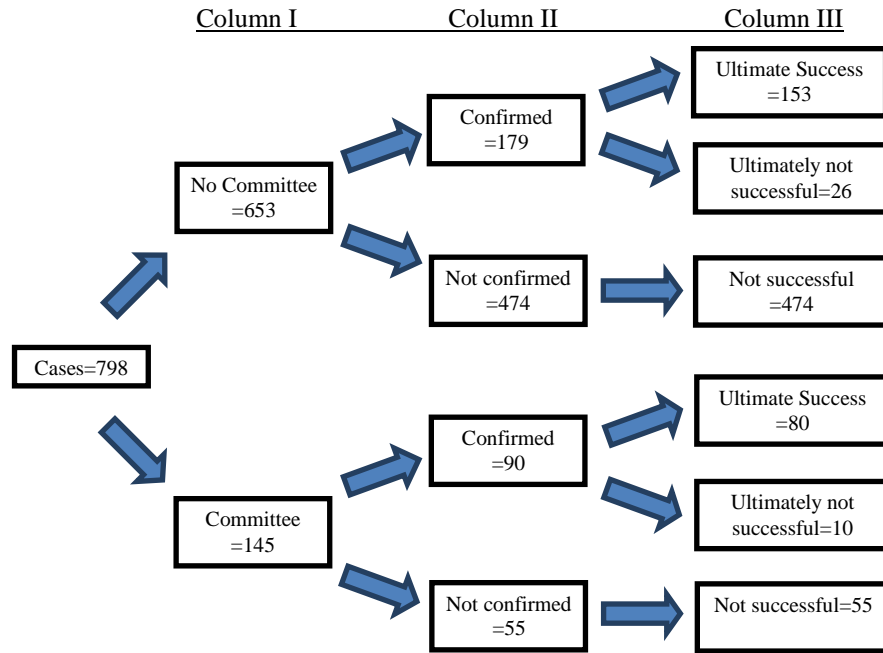 Column I Column II Column III
Ultimate Success
=153
Confirmed
=179
Ultimately not
successful=26
No Committee
=653
Not confirmed
=474
Not successful
=474
Cases=798
Ultimate Success
=80
Confirmed
=90
Ultimately not
successful=10
Committee
=145
Not confirmed
=55
Not successful=55